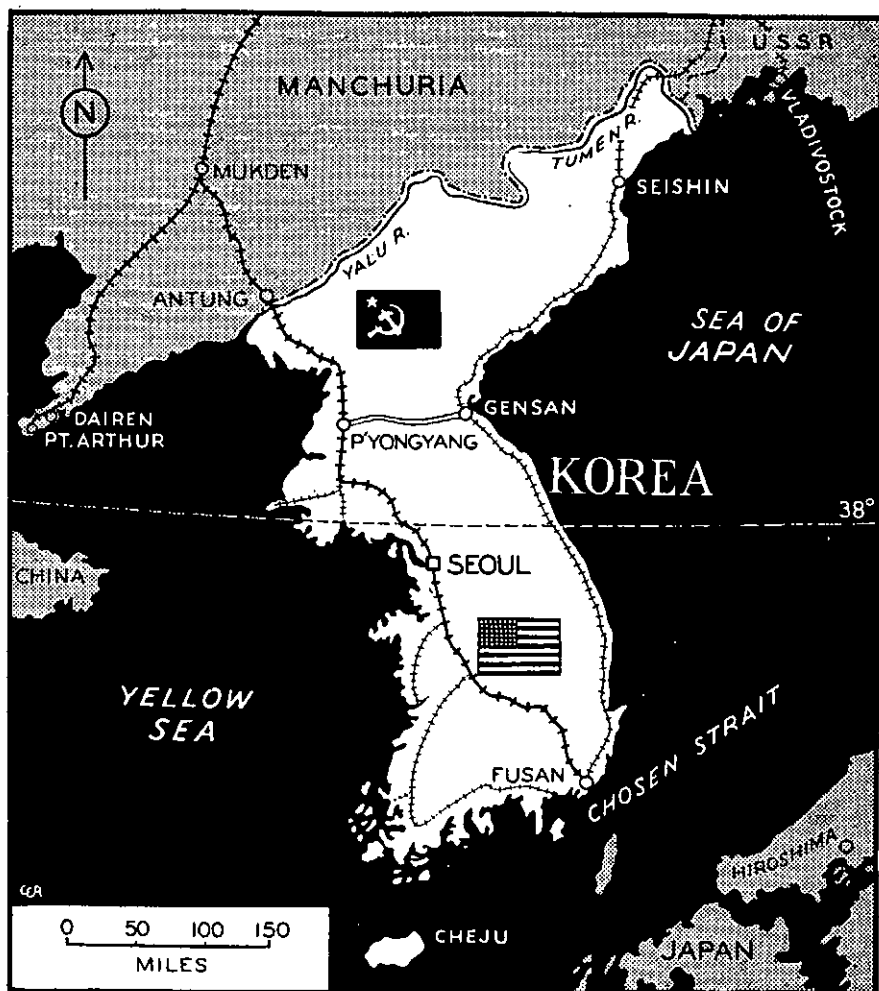 U.S.S.R
MANCHURIA
N
VLADIVOSTOCK
TUMEN R.
MUKDEN
SEISHIN
YALU R.
ANTUNG
SEA OF
JAPAN
DAIREN
PT. ARTHUR
GENSAN
P'YONGYANG
KOREA
38°
SEOUL
CHINA
YELLOW
SEA
CHOSEN STRAIT
FUSAN
HIROSHIMA
0 50 100 150
MILES
CHEJU
JAPAN